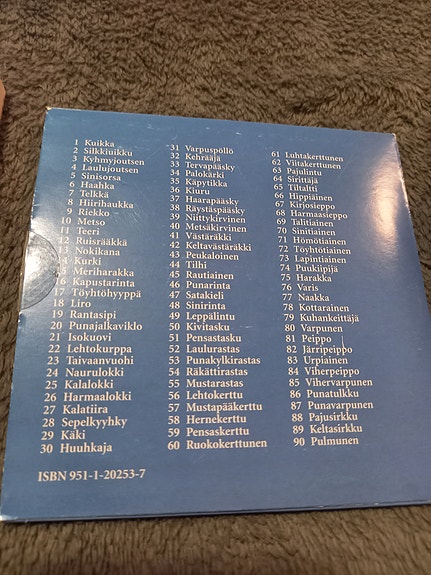 1 Kuikka
2 Silkkiuikku
3 Kyhmyjoutsen
4 Laulujoutsen
5 Sinisorsa
6 Haahka
7 Telkkä
8 Hiirihaukka
9 Riekko
10 Metso
11 Teeri
12 Ruisrääkkä
13 Nokikana
14 Kurki
15 Meriharakka
16 Kapustarinta
17 Töyhtöhyyppä
18 Liro
19 Rantasipi
20 Punajalkaviklo
21 Isokuovi
22 Lehtokurppa
23 Taivaanvuohi
24 Naurulokki
25 Kalalokki
26 Harmaalokki
27 Kalatiira
28 Sepelkyyhky
29 Käki
30 Huuhkaja
31 Varpuspöllö
32 Kehrääjä
33 Tervapääsky
34 Palokärki
35 Käpytikka
36 Kiuru
37 Haarapääsky
38 Räystäspääsky
39 Niittykirvinen
40 Metsäkirvinen
41 Västäräkki
42 Keltavästäräkki
43 Peukaloinen
44 Tilhi
45 Rautiainen
46 Punarinta
47 Satakieli
48 Sinirinta
49 Leppälintu
50 Kivitasku
51 Pensastasku
52 Laulurastas
53 Punakylkirastas
54 Räkättirastas
55 Mustarastas
56 Lehtokerttu
57 Mustapääkerttu
58 Hernekerttu
59 Pensaskerttu
60 Ruokokerttunen
61 Luhtakerttunen
62 Viitakerttunen
63 Pajulintu
64 Sirittäjä
65 Tiltaltti
66 Hippiäinen
67 Kirjosieppo
68 Harmaasieppo
69 Talitiainen
70 Sinitiainen
71 Hömötiainen
72 Töyhtötiainen
73 Lapintiainen
74 Puukiipijä
75 Harakka
76 Varis
77 Naakka
78 Kottarainen
79 Kuhankeittäjä
80 Varpunen
81 Peippo
82 Järripeippo
83 Urpiainen
84 Viherpeippo
85 Vihervarpunen
86 Punatulkku
87 Punavarpunen
88 Pajusirkku
89 Keltasirkku
90 Pulmunen
ISBN 951-1-20253-7